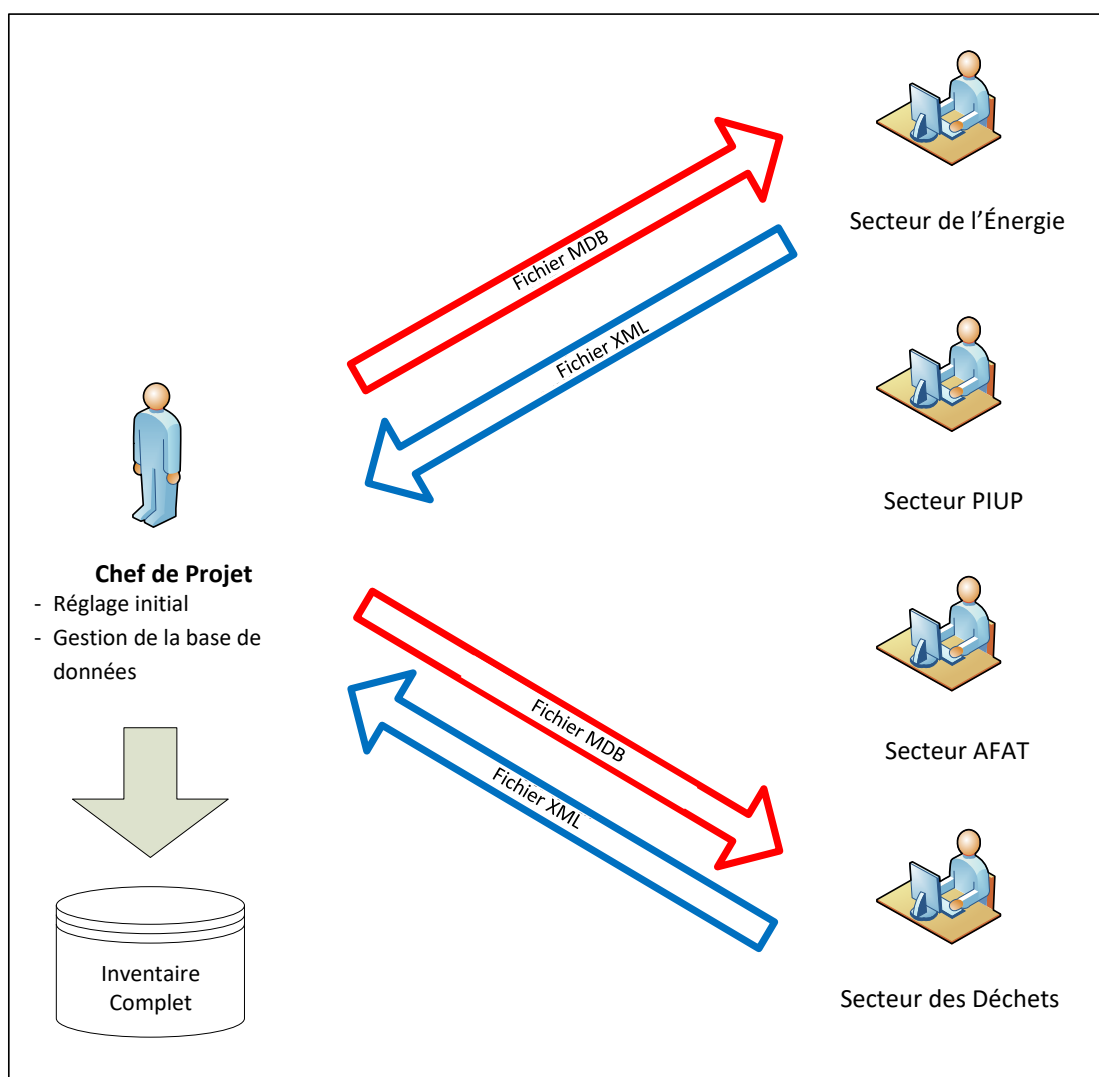 Secteur de l’Énergie
Fichier MDB
Fichier XML
Secteur PIUP
Chef de Projet
- Réglage initial
- Gestion de la base de
données
Fichier MDB
Fichier XML
Secteur AFAT
Inventaire
Complet
Secteur des Déchets